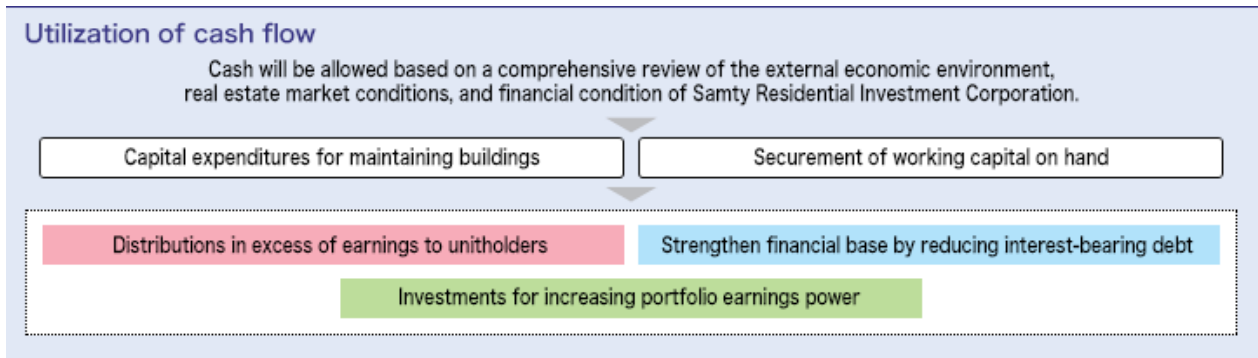 Utilization of cash flow
Cash will be allowed based on a comprehensive review of the external economic environment,
real estate market conditions, and financial condition of Samty Residential Investment Corporation.
Capital expenditures for maintaining buildings
Securement of working capital on hand
Distributions in excess of earnings to unitholders
Strengthen financial base by reducing interest-bearing debt
Investments for increasing portfolio earnings power